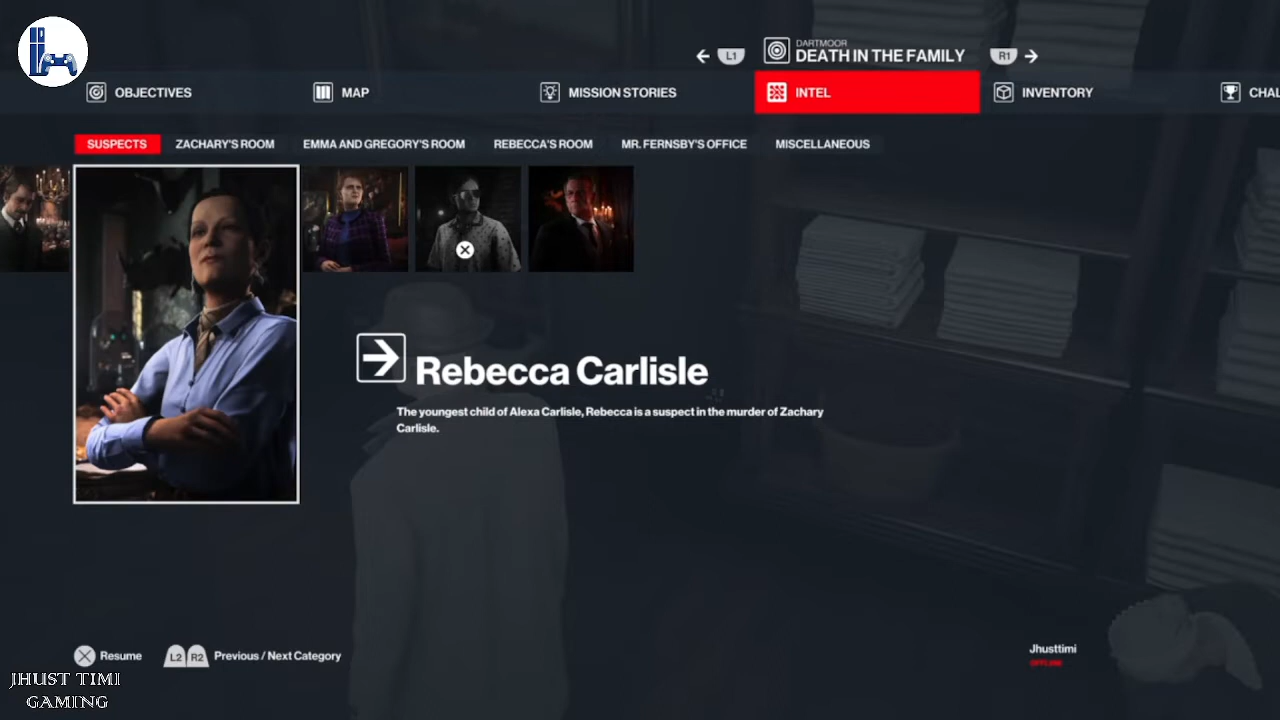 L1
DARTMOOR
DEATH IN THE FAMILY
R1
OBJECTIVES
MAP
MISSION STORIES
INTEL
INVENTORY
CHAL
SUSPECTS
ZACHARY'S ROOM
EMMA AND GREGORY'S ROOM
REBECCA'S ROOM
MR. FERNSBY'S OFFICE
MISCELLANEOUS
Rebecca Carlisle
The youngest child of Alexa Carlisle, Rebecca is a suspect in the murder of Zachary
Carlisle.
Resume
L2 R2 Previous / Next Category
Jhusttimi
OFFLINE
JHUST TIMI
GAMING